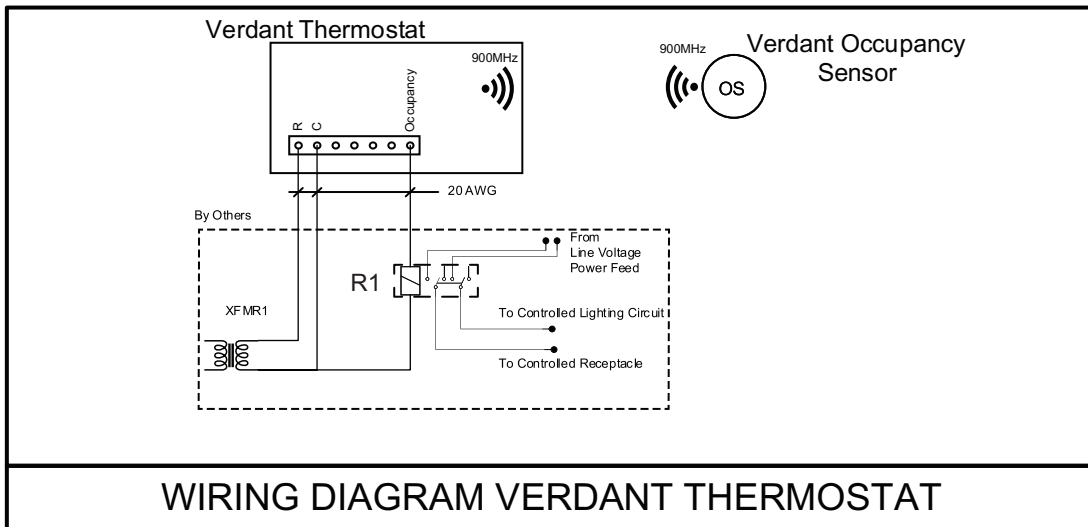 Verdant Thermostat
900MHz
R
C
Occupancy
900MHz
OS
Verdant Occupancy
Sensor
20 AWG
By Others
R1
From
Line Voltage
Power Feed
XFMR1
To Controlled Lighting Circuit
To Controlled Receptacle
WIRING DIAGRAM VERDANT THERMOSTAT